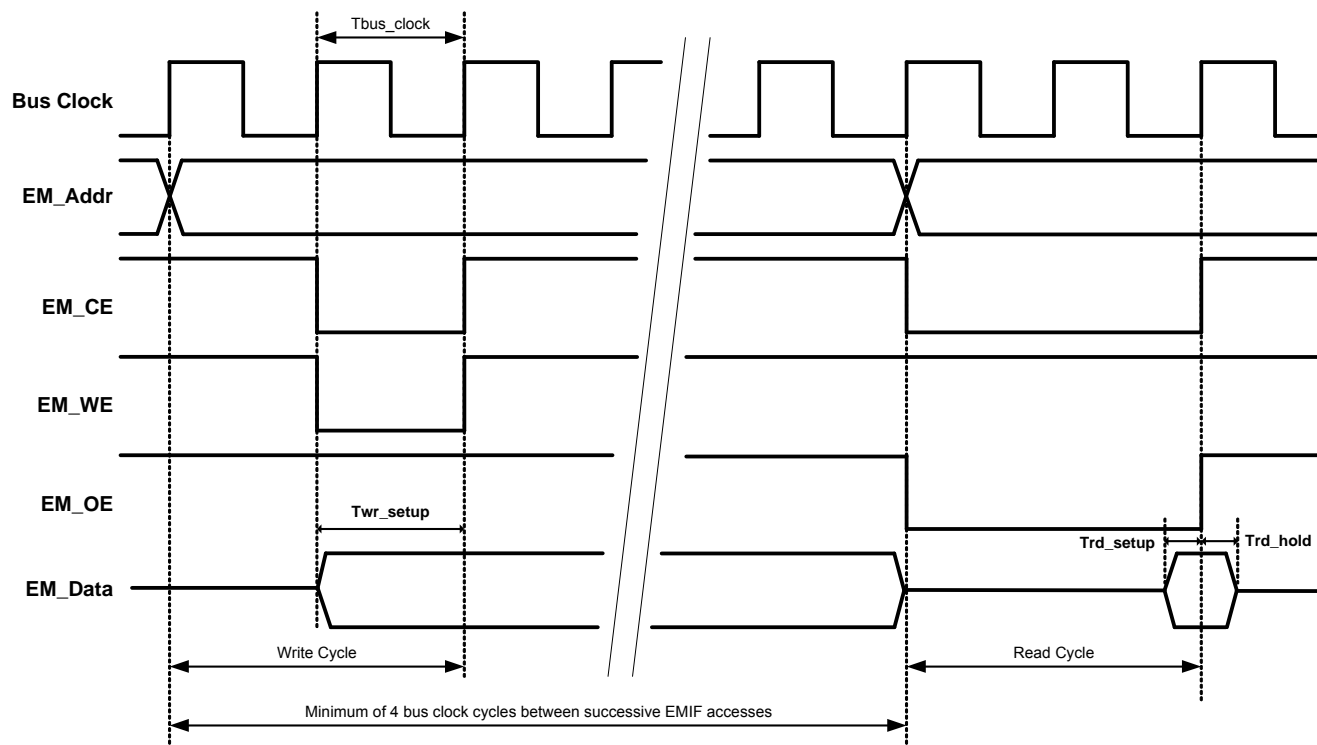 Tbus_clock
Bus Clock
EM_Addr
EM_CE
EM_WE
EM_OE
Twr_setup
Trd_setup
Trd_hold
EM_Data
Write Cycle
Read Cycle
Minimum of 4 bus clock cycles between successive EMIF accesses